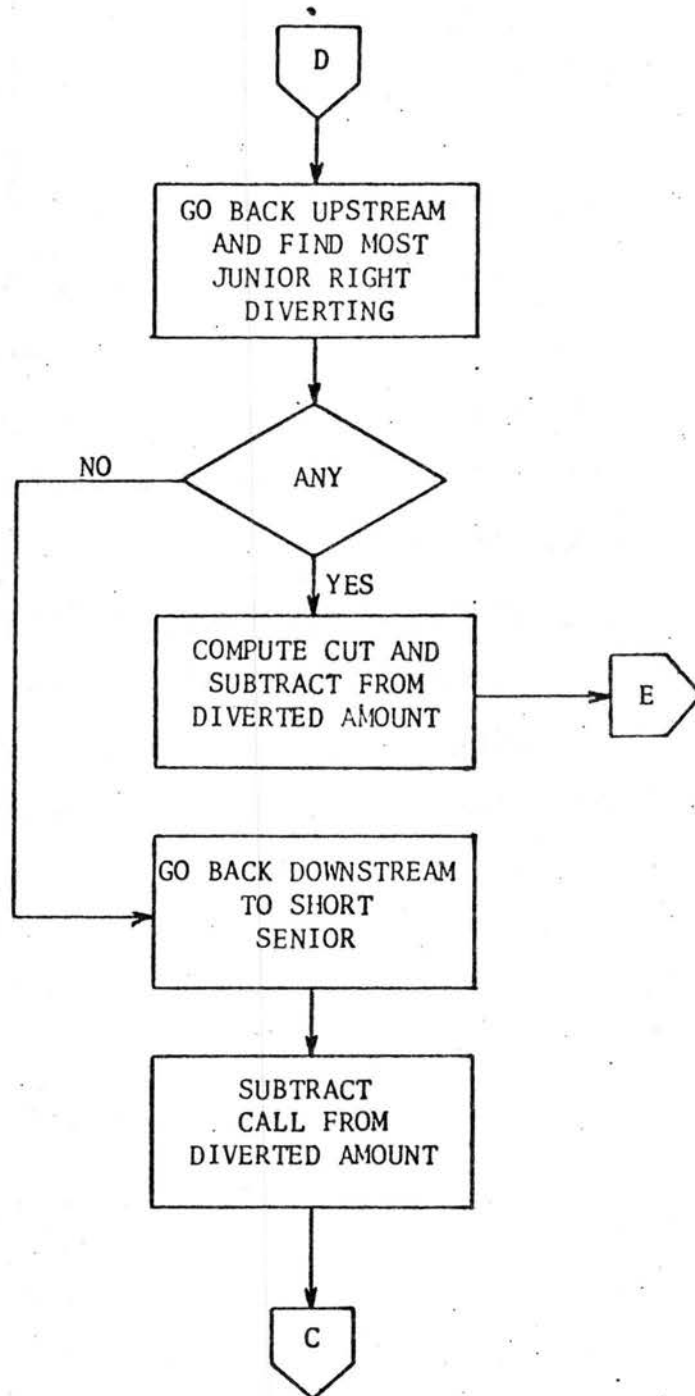 D
GO BACK UPSTREAM
AND FIND MOST
JUNIOR RIGHT
DIVERTING
NO
ANY
YES
COMPUTE CUT AND
SUBTRACT FROM
DIVERTED AMOUNT
E
GO BACK DOWNSTREAM
TO SHORT
SENIOR
SUBTRACT
CALL FROM
DIVERTED AMOUNT
C